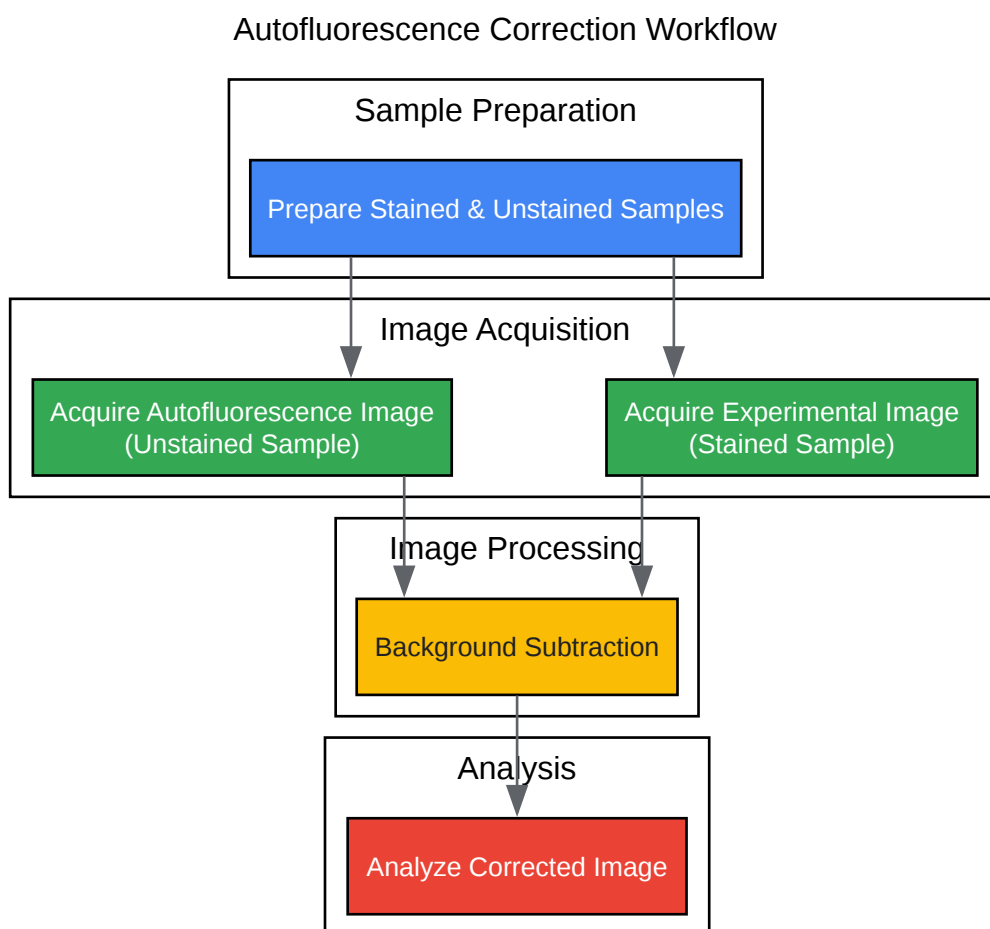 Autofluorescence Correction Workflow
Sample Preparation
Prepare Stained & Unstained Samples
Image Acquisition
Acquire Autofluorescence Image
(Unstained Sample)
Acquire Experimental Image
(Stained Sample)
Image Processing
Background Subtraction
Analysis
Analyze Corrected Image